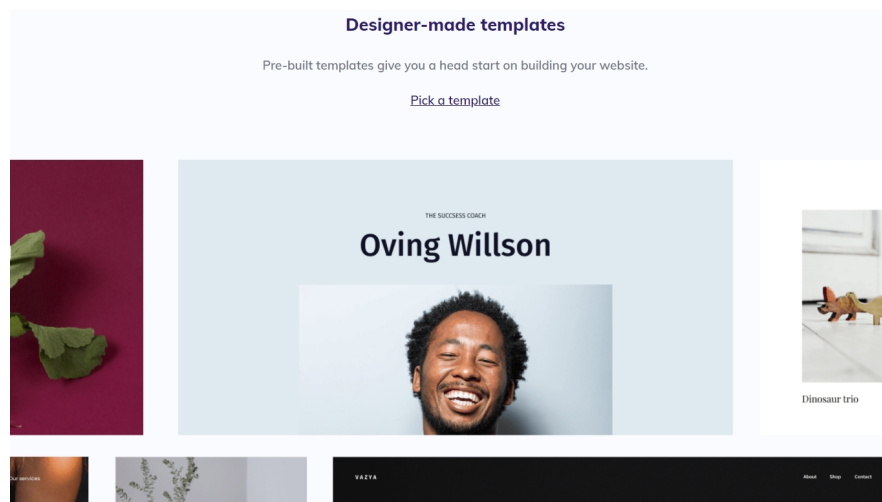 Designer-made templates
Pre-built templates give you a head start on building your website.
Pick a template
THE SUCCSESS COACH
Oving Willson
Dinosaur trio
Our services
VAZYA
About Shop Contact